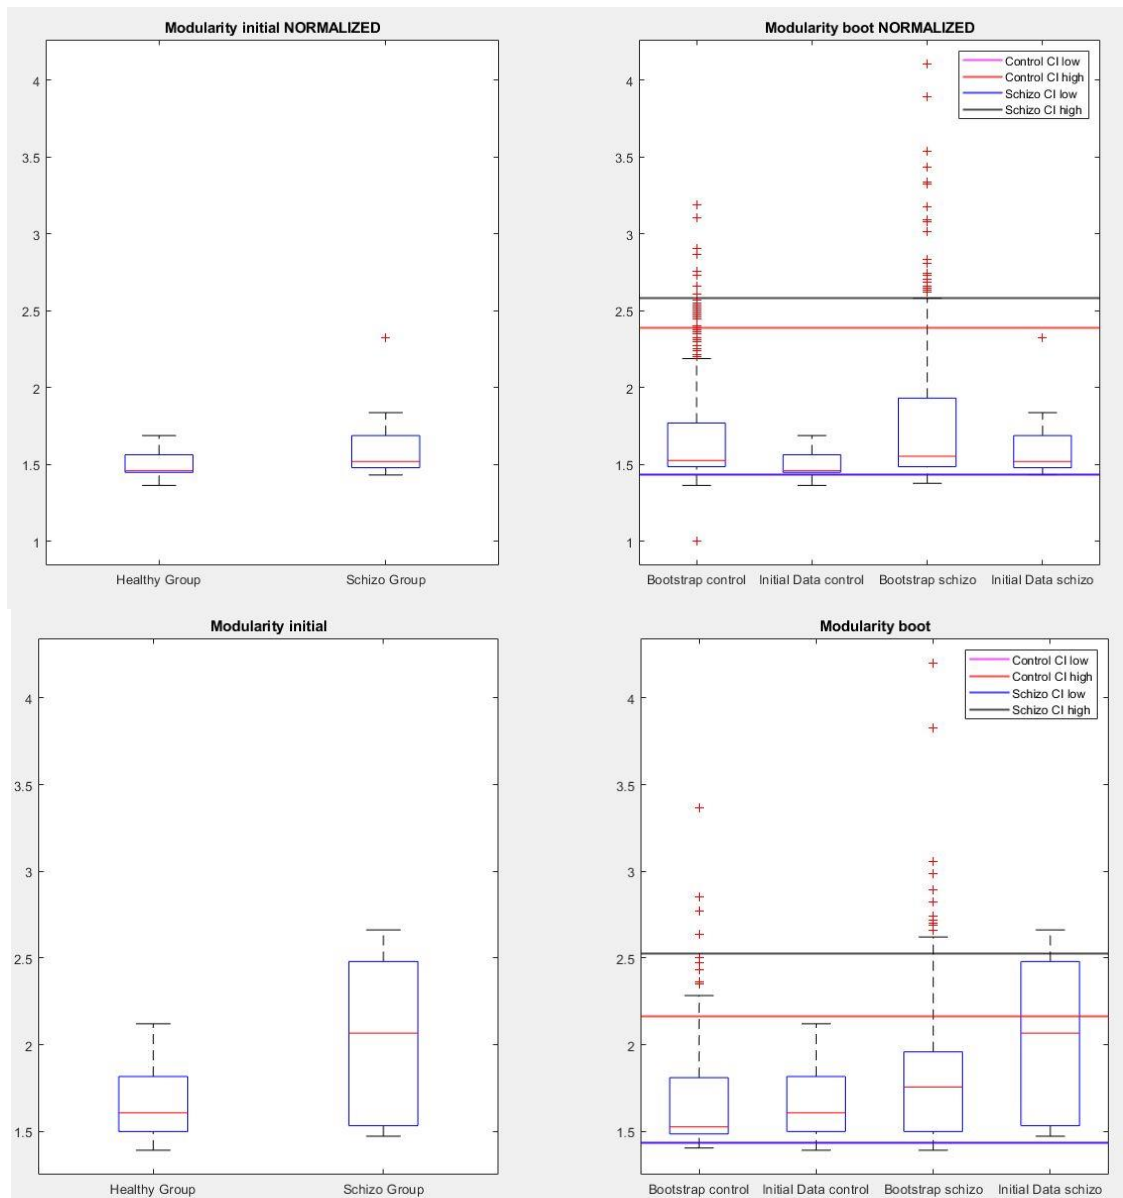 Modularity initial NORMALIZED
4
3.5
3
2.5
2
1.5
1
Healthy Group
Schizo Group
Modularity boot NORMALIZED
Control CI low
Control CI high
Schizo CI low
Schizo CI high
4
3.5
3
2.5
2
1.5
1
Bootstrap control
Initial Data control
Bootstrap schizo
Initial Data schizo
Modularity initial
4
3.5
3
2.5
2
1.5
Healthy Group
Schizo Group
Modularity boot
Control CI low
Control CI high
Schizo CI low
Schizo CI high
4
3.5
3
2.5
2
1.5
Bootstrap control
Initial Data control
Bootstrap schizo
Initial Data schizo